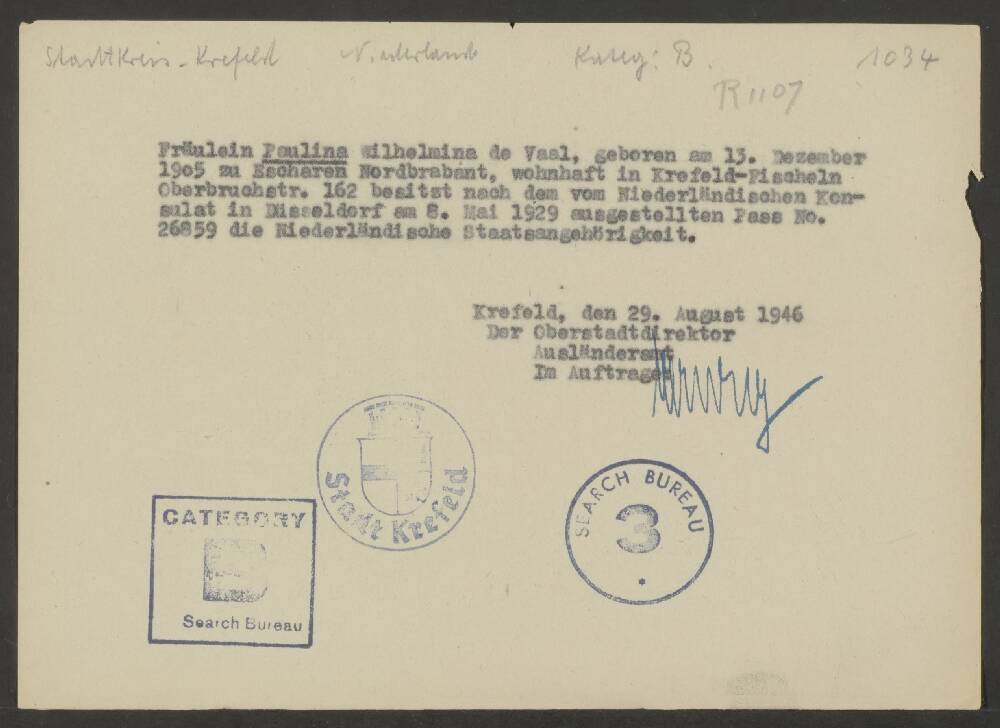 Stadtkreis-Krefeld Niederlande Kateg: B. 1034
R 1107
Fräulein Paulina Wilhelmina de Vaal, geboren am 13. Dezember
1905 zu Escharen Nordbrabant, wohnhaft in Krefeld-Fischeln
Oberbruchstr. 162 besitzt nach dem vom Niederländischen Kon-
sulat in Düsseldorf am 8. Mai 1929 ausgestellten Pass No.
26859 die Niederländische Staatsangehörigkeit.
Krefeld, den 29. August 1946
Der Oberstadtdirektor
Ausländeramt
Im Auftrage
Stadt Krefeld
SEARCH BUREAU
3
CATEGORY
B
Search Bureau